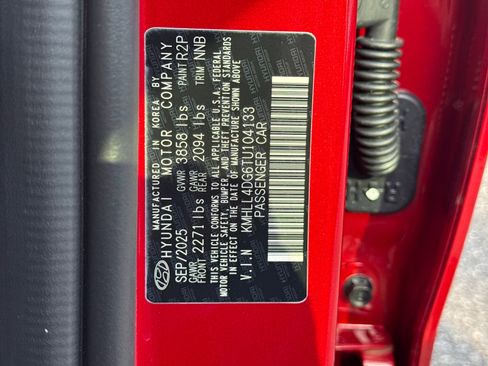 MANUFACTURED IN KOREA BY
HYUNDAI MOTOR COMPANY
SEP/2025 GVWR 3858 lbs PAINT R2P
GAWR FRONT 2271 lbs GAWR REAR 2094 lbs TRIM NNB
THIS VEHICLE CONFORMS TO ALL APPLICABLE U.S.A. FEDERAL
MOTOR VEHICLE SAFETY, BUMPER, AND THEFT PREVENTION STANDARDS
IN EFFECT ON THE DATE OF MANUFACTURE SHOWN ABOVE
V.I.N KMHLL4DG6TU104133
PASSENGER CAR